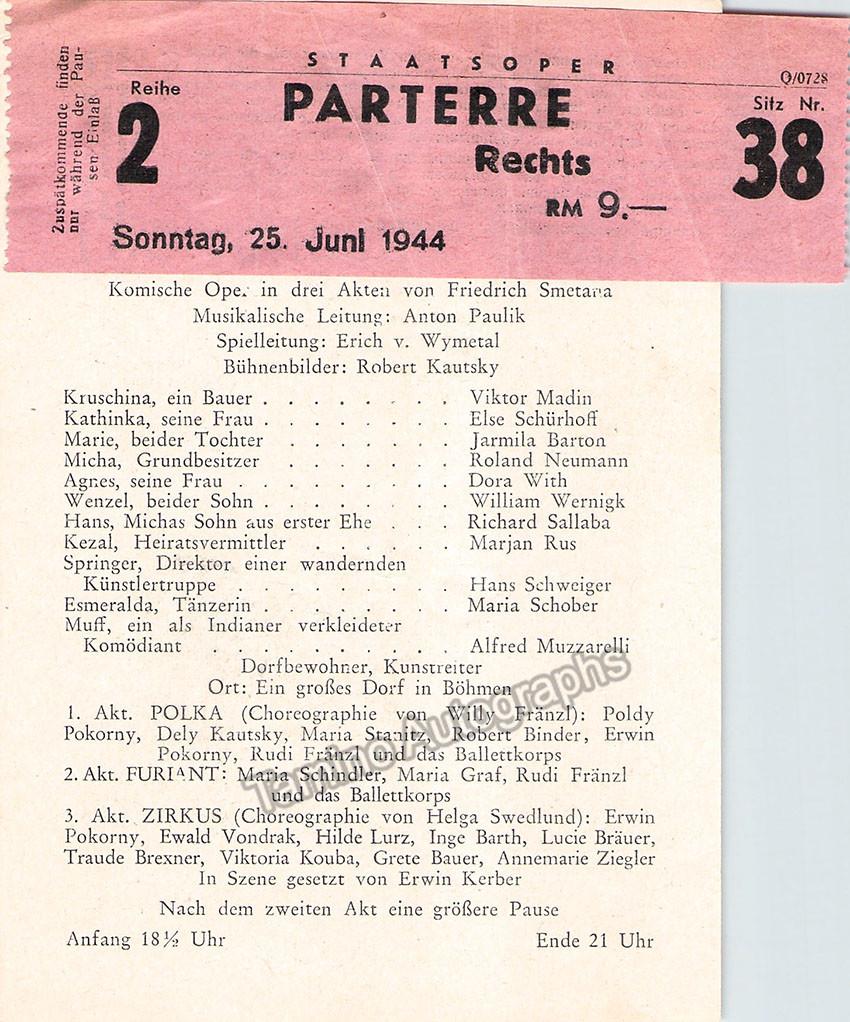 Zuspätkommende finden
nur während der Pau-
sen Einlaß
STAATSOPER
Q/0728
Reihe
2
PARTERRE
Rechts
RM 9.—
Sitz Nr.
38
Sonntag, 25. Juni 1944
Komische Ope. in drei Akten von Friedrich Smetana
Musikalische Leitung: Anton Paulik
Spielleitung: Erich v. Wymetal
Bühnenbilder: Robert Kautsky
Kruschina, ein Bauer . . . . . . . . Viktor Madin
Kathinka, seine Frau . . . . . . . . Else Schürhoff
Marie, beider Tochter . . . . . . . Jarmila Barton
Micha, Grundbesitzer . . . . . . . Roland Neumann
Agnes, seine Frau . . . . . . . . . Dora With
Wenzel, beider Sohn . . . . . . . . William Wernigk
Hans, Michas Sohn aus erster Ehe . . . Richard Sallaba
Kezal, Heiratsvermittler . . . . . . Marjan Rus
Springer, Direktor einer wandernden
Künstlertruppe . . . . . . . . . Hans Schweiger
Esmeralda, Tänzerin . . . . . . . . Maria Schober
Muff, ein als Indianer verkleideter
Komödiant . . . . . . . . . . Alfred Muzzarelli
Dorfbewohner, Kunstreiter
Ort: Ein großes Dorf in Böhmen
1. Akt. POLKA (Choreographie von Willy Fränzl): Poldy
Pokorny, Dely Kautsky, Maria Stanitz, Robert Binder, Erwin
Pokorny, Rudi Fränzl und das Ballettkorps
2. Akt. FURIANT: Maria Schindler, Maria Graf, Rudi Fränzl
und das Ballettkorps
3. Akt. ZIRKUS (Choreographie von Helga Swedlund): Erwin
Pokorny, Ewald Vondrak, Hilde Lurz, Inge Barth, Lucie Bräuer,
Traude Brexner, Viktoria Kouba, Grete Bauer, Annemarie Ziegler
In Szene gesetzt von Erwin Kerber
Nach dem zweiten Akt eine größere Pause
Anfang 18½ Uhr Ende 21 Uhr
Tamino Autographs